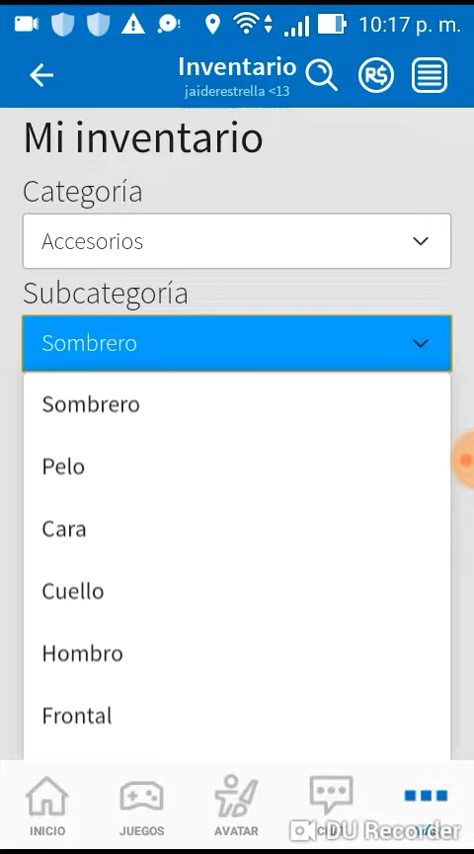 10:17 p. m.
Inventario
jaiderestrella <13
R$
Mi inventario
Categoría
Accesorios
Subcategoría
Sombrero
Sombrero
Pelo
Cara
Cuello
Hombro
Frontal
INICIO
JUEGOS
AVATAR
DU Recorder